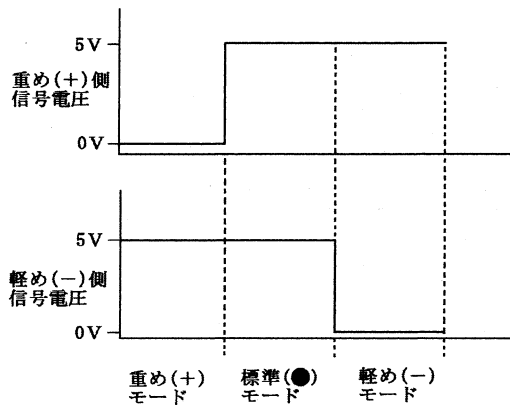 5V
重め(+)側
信号電圧
0V
5V
軽め(−)側
信号電圧
0V
重め(+)
モード
標準(●)
モード
軽め(−)
モード